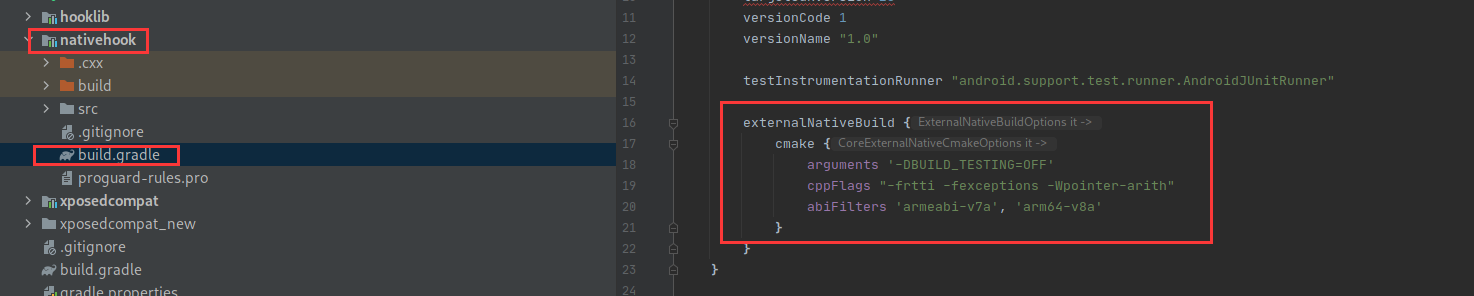 hooklib
nativehook
.cxx
build
src
.gitignore
build.gradle
proguard-rules.pro
xposedcompat
xposedcompat_new
.gitignore
build.gradle
gradle.properties
11 versionCode 1
12 versionName "1.0"
13
14 testInstrumentationRunner "android.support.test.runner.AndroidJUnitRunner"
15
16 externalNativeBuild { ExternalNativeBuildOptions it ->
17 cmake { CoreExternalNativeCmakeOptions it ->
18 arguments '-DBUILD_TESTING=OFF'
19 cppFlags "-frtti -fexceptions -Wpointer-arith"
20 abiFilters 'armeabi-v7a', 'arm64-v8a'
21 }
22 }
23 }
24